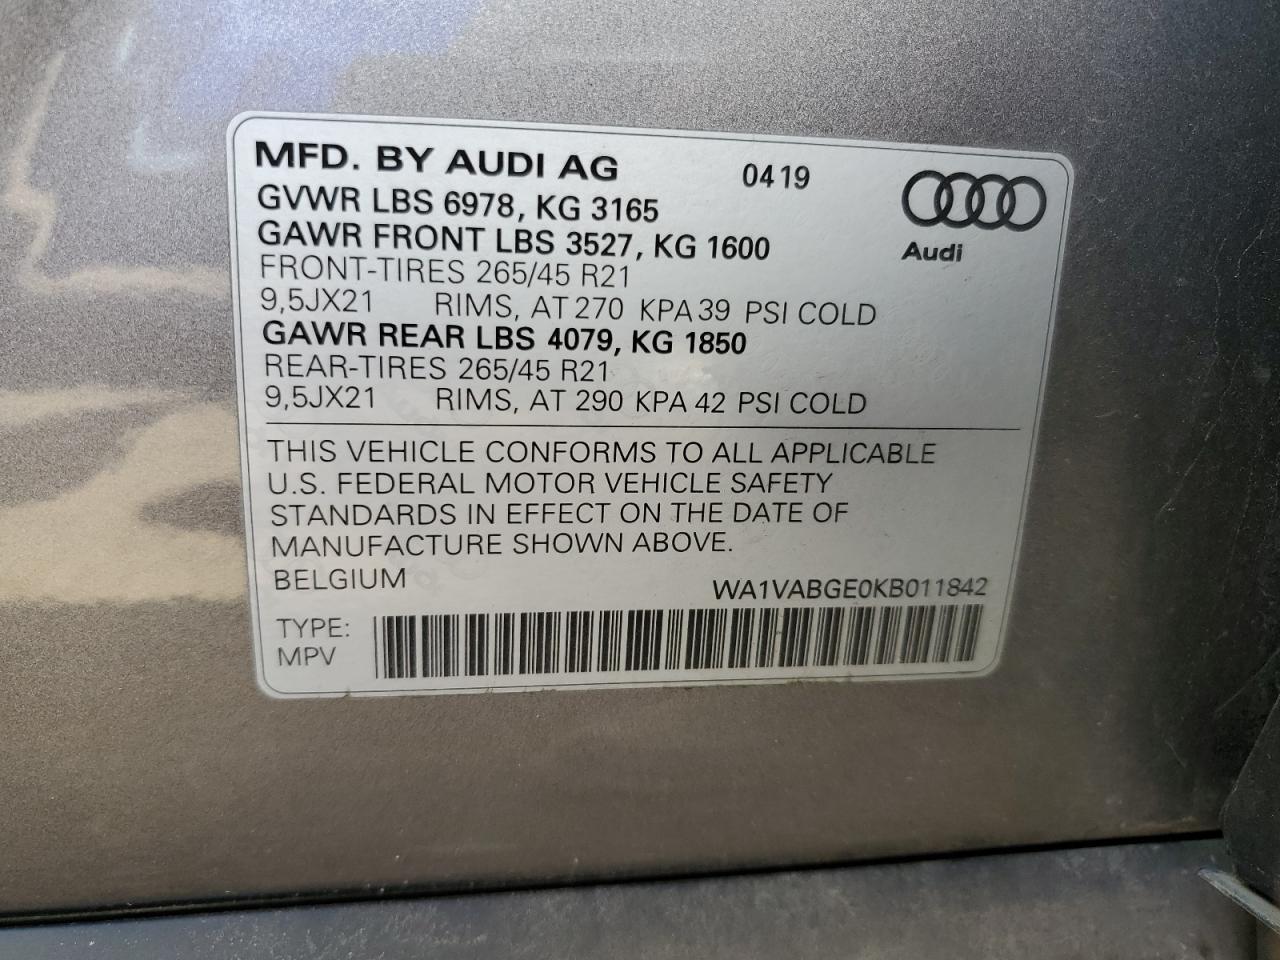 MFD. BY AUDI AG 0419
GVWR LBS 6978, KG 3165
GAWR FRONT LBS 3527, KG 1600
Audi
FRONT-TIRES 265/45 R21
9,5JX21 RIMS, AT 270 KPA 39 PSI COLD
GAWR REAR LBS 4079, KG 1850
REAR-TIRES 265/45 R21
9,5JX21 RIMS, AT 290 KPA 42 PSI COLD
THIS VEHICLE CONFORMS TO ALL APPLICABLE
U.S. FEDERAL MOTOR VEHICLE SAFETY
STANDARDS IN EFFECT ON THE DATE OF
MANUFACTURE SHOWN ABOVE.
BELGIUM WA1VABGE0KB011842
TYPE:
MPV